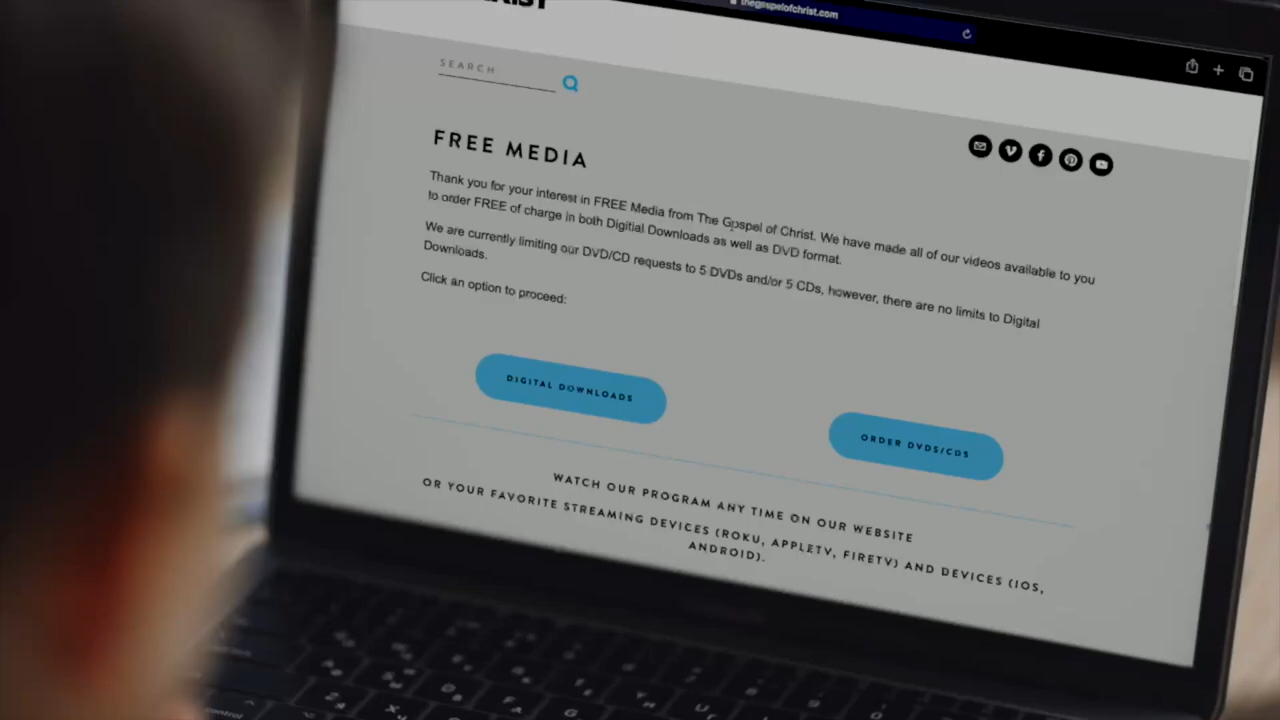 thegospelofchrist.com
SEARCH
FREE MEDIA
Thank you for your interest in FREE Media from The Gospel of Christ. We have made all of our videos available to you
to order FREE of charge in both Digitial Downloads as well as DVD format.
We are currently limiting our DVD/CD requests to 5 DVDs and/or 5 CDs, however, there are no limits to Digital
Downloads.
Click an option to proceed:
DIGITAL DOWNLOADS
ORDER DVDS/CDS
WATCH OUR PROGRAM ANY TIME ON OUR WEBSITE
OR YOUR FAVORITE STREAMING DEVICES (ROKU, APPLETV, FIRETV) AND DEVICES (IOS,
ANDROID).
control